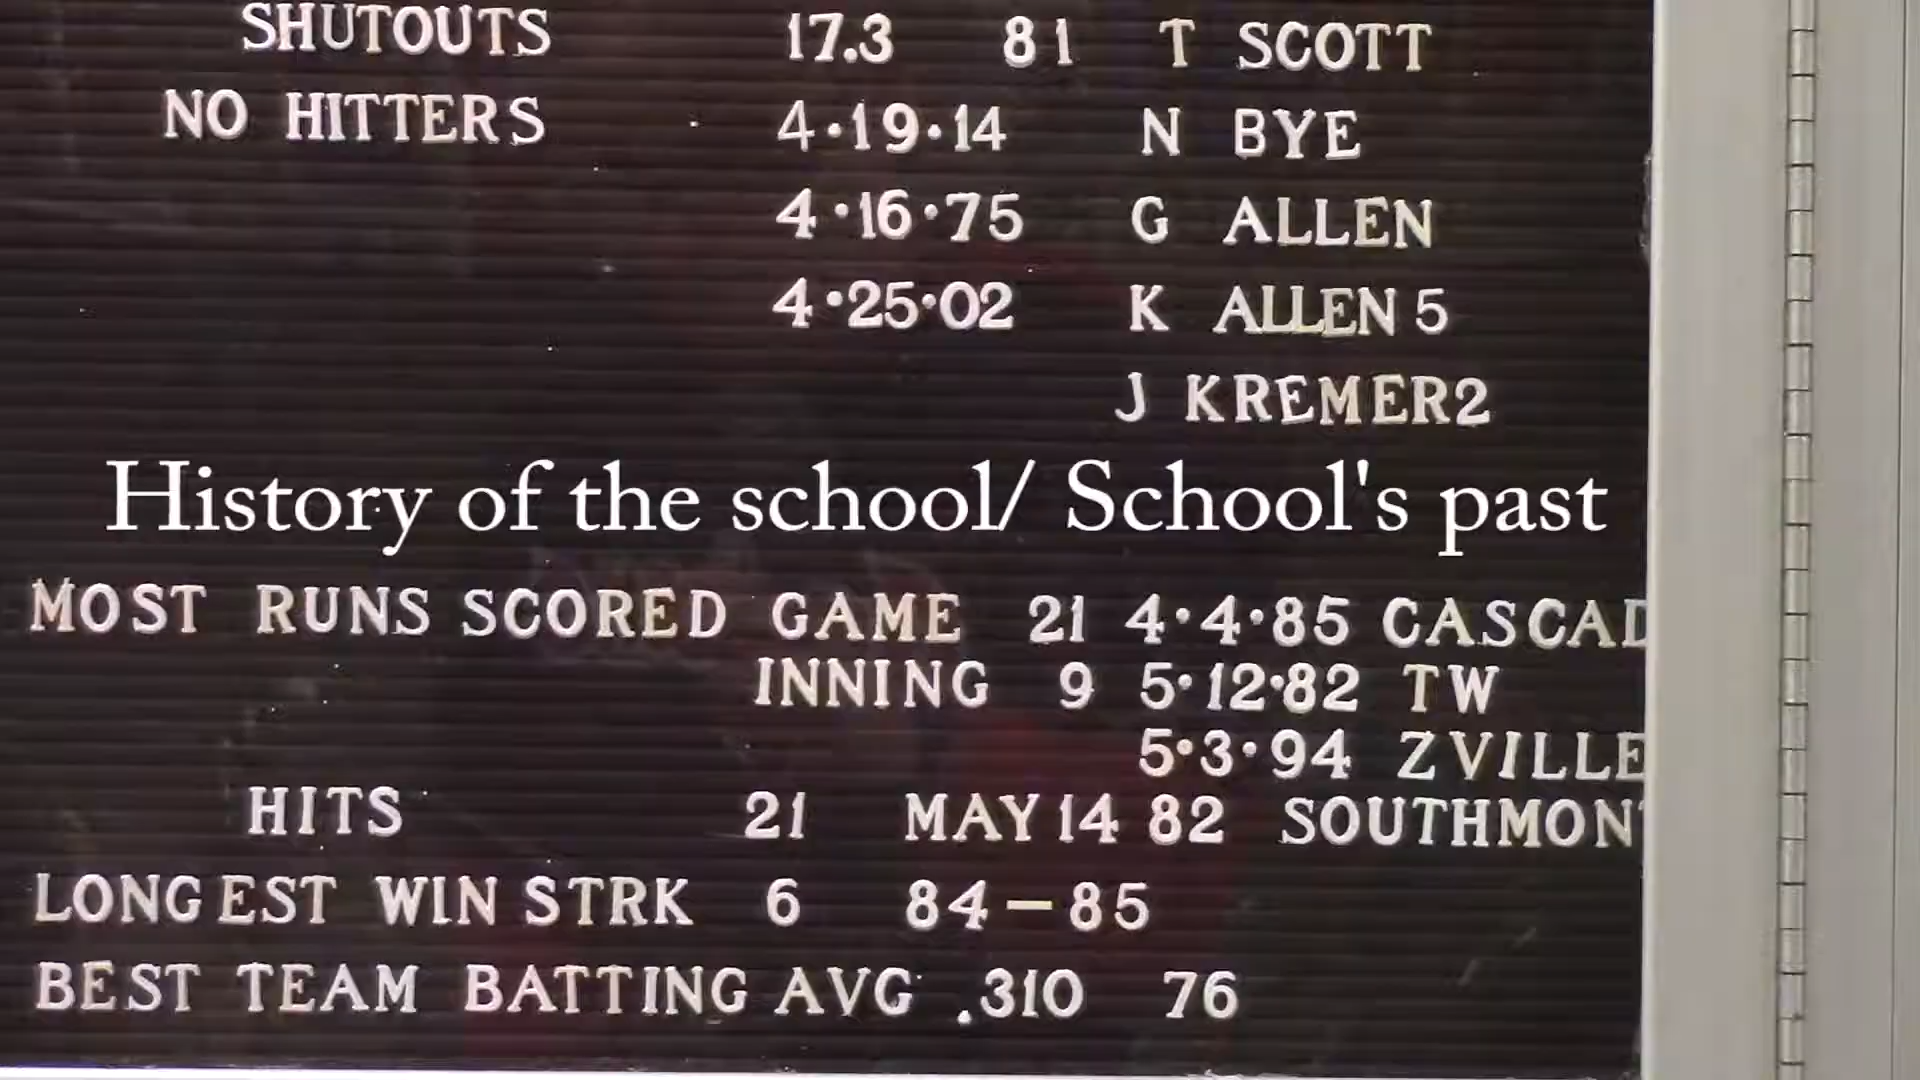 SHUTOUTS 17.3 81 T SCOTT
NO HITTERS 4·19·14 N BYE
4·16·75 G ALLEN
4·25·02 K ALLEN 5
J KREMER2
History of the school/ School's past
MOST RUNS SCORED GAME 21 4·4·85 CASCAD
INNING 9 5·12·82 TW
5·3·94 ZVILLE
HITS 21 MAY 14 82 SOUTHMONT
LONGEST WIN STRK 6 84–85
BEST TEAM BATTING AVG .310 76